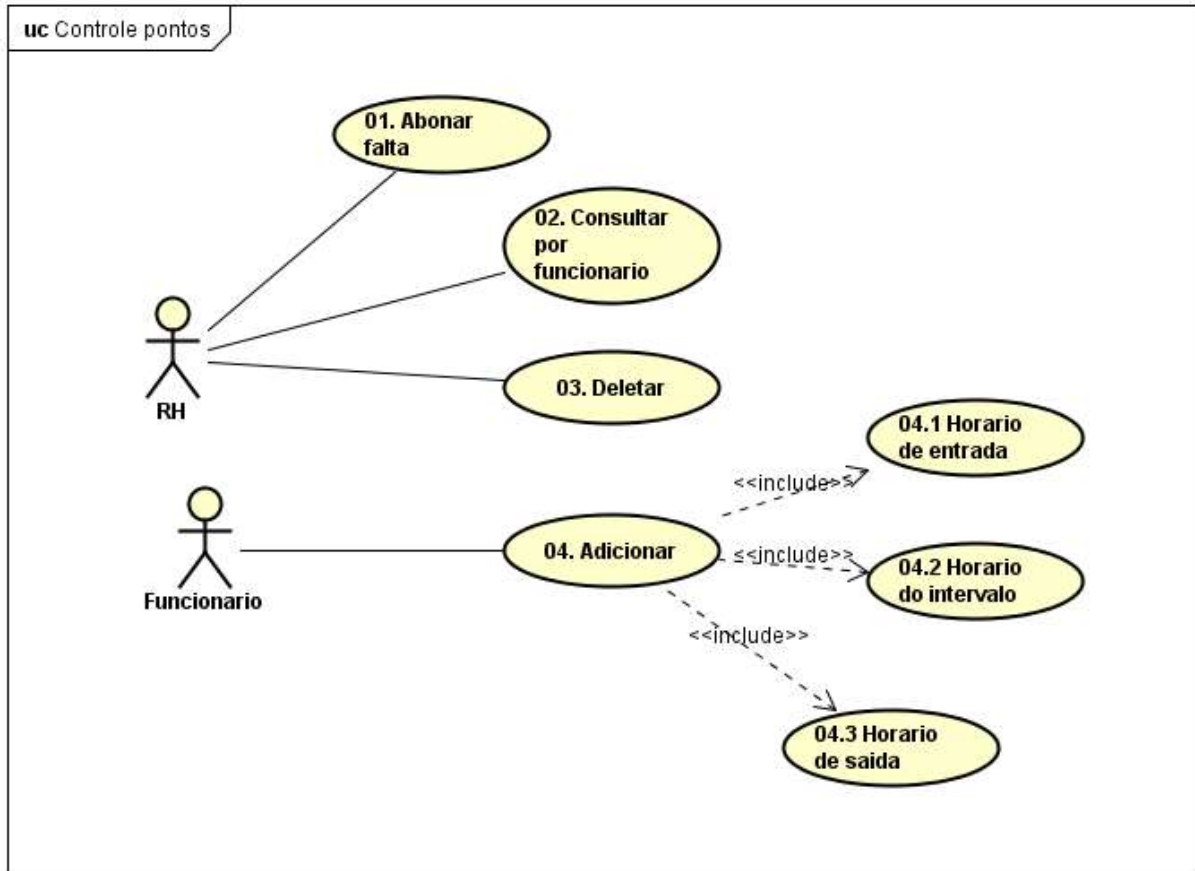 uc Controle pontos
01. Abonar
falta
02. Consultar
por
funcionario
03. Deletar
RH
04.1 Horario
de entrada
<<include>>
04. Adicionar
<<include>>
04.2 Horario
do intervalo
Funcionario
<<include>>
04.3 Horario
de saida